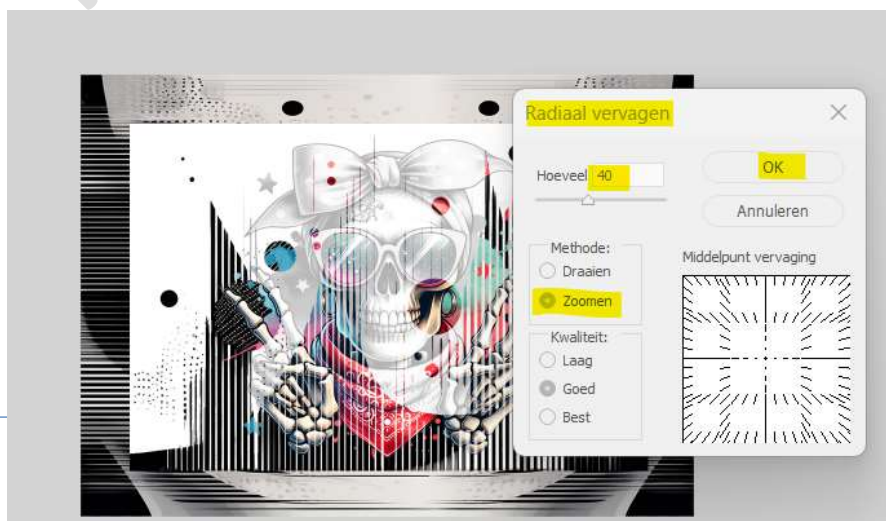 Radiaal vervagen
Hoeveel 40
OK
Annuleren
Methode:
Draaien
Zoomen
Middelpunt vervaging
Kwaliteit:
Laag
Goed
Best